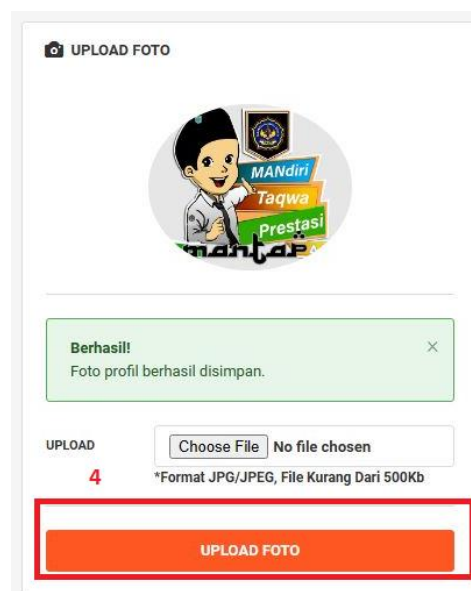 UPLOAD FOTO
MANdiri
Taqwa
Prestasi
mantap
Berhasil!
×
Foto profil berhasil disimpan.
UPLOAD
Choose File No file chosen
4
*Format JPG/JPEG, File Kurang Dari 500Kb
UPLOAD FOTO